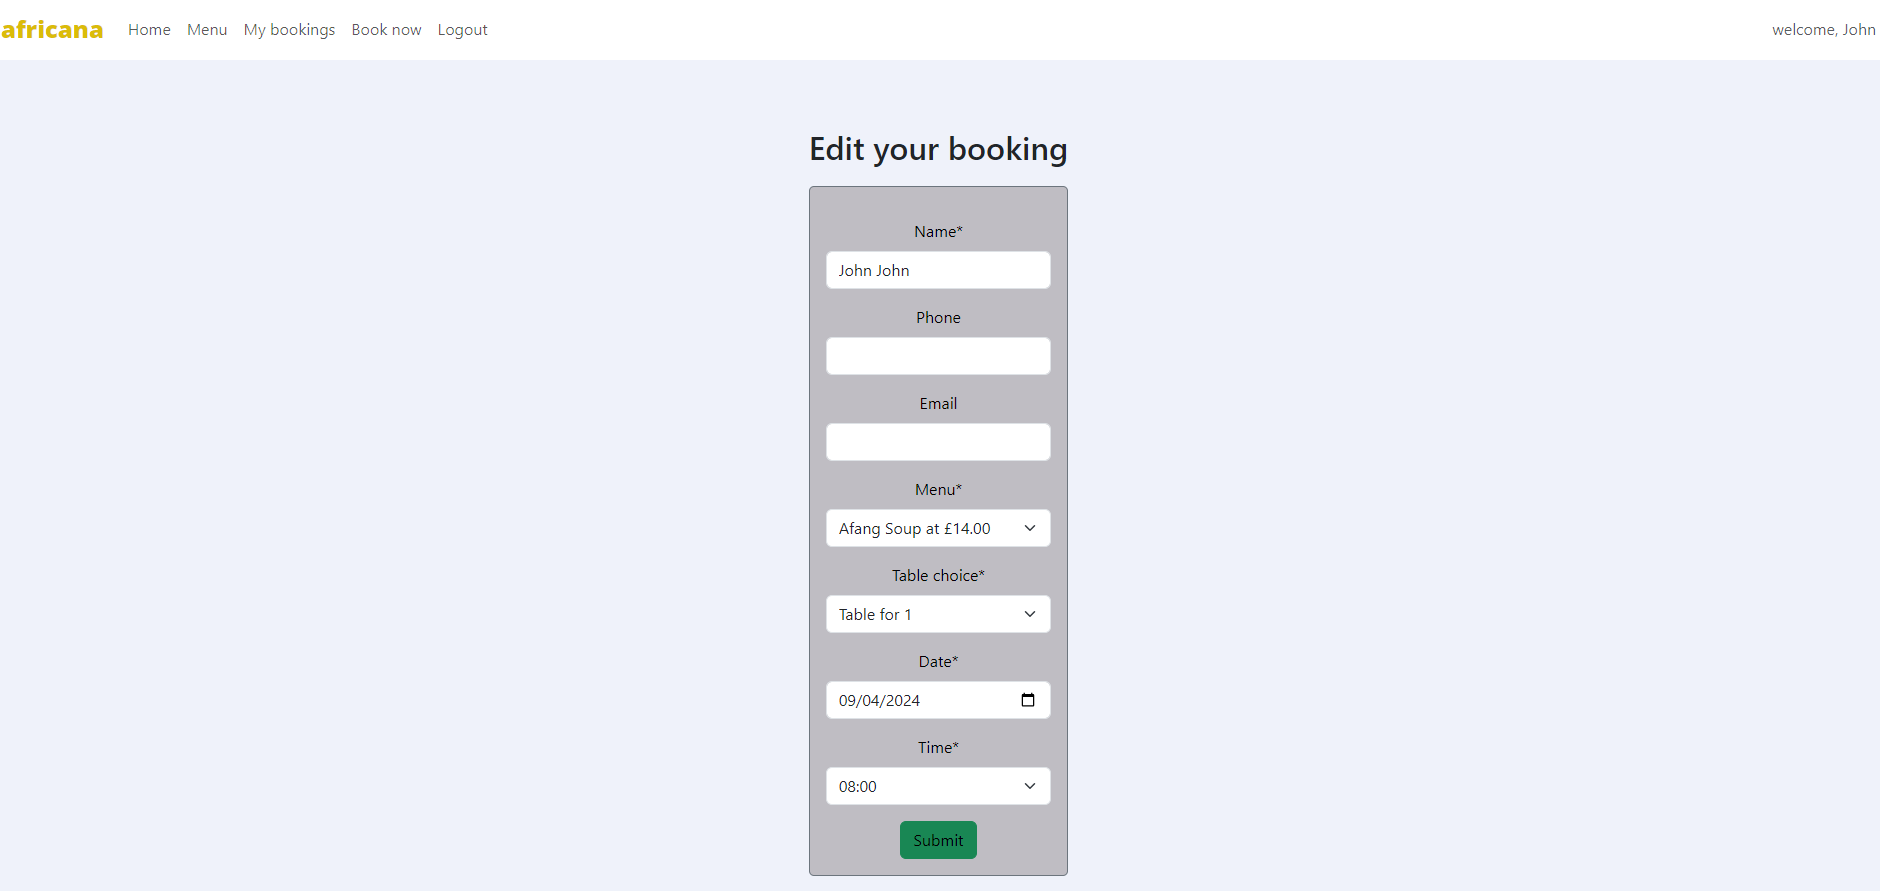 africana Home Menu My bookings Book now Logout welcome, John
Edit your booking
Name*
John John
Phone
Email
Menu*
Afang Soup at £14.00
Table choice*
Table for 1
Date*
09/04/2024
Time*
08:00
Submit